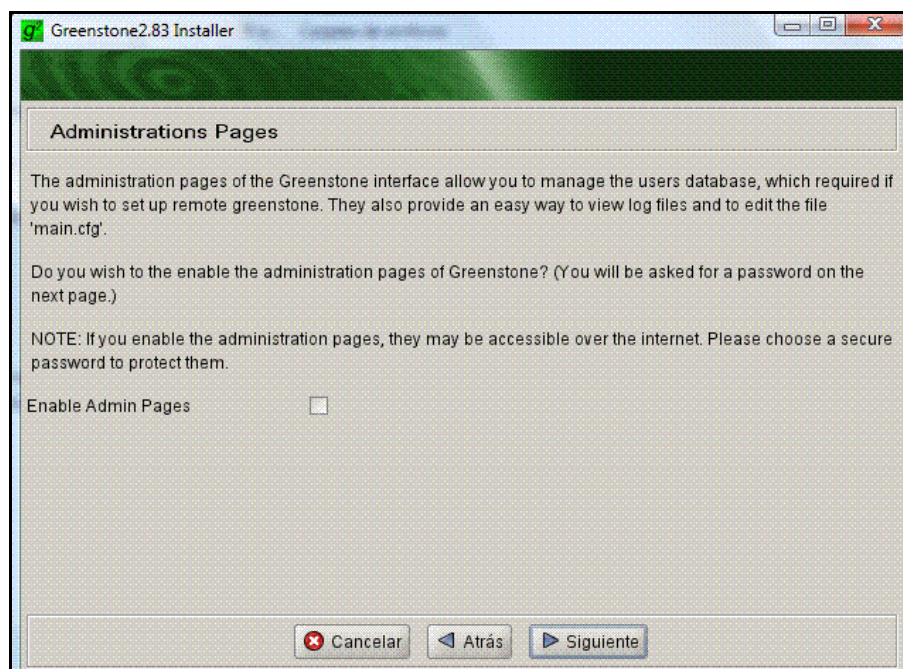 Greenstone2.83 Installer
Administrations Pages
The administration pages of the Greenstone interface allow you to manage the users database, which required if
you wish to set up remote greenstone. They also provide an easy way to view log files and to edit the file
'main.cfg'.
Do you wish to the enable the administration pages of Greenstone? (You will be asked for a password on the
next page.)
NOTE: If you enable the administration pages, they may be accessible over the internet. Please choose a secure
password to protect them.
Enable Admin Pages
Cancelar Atrás Siguiente